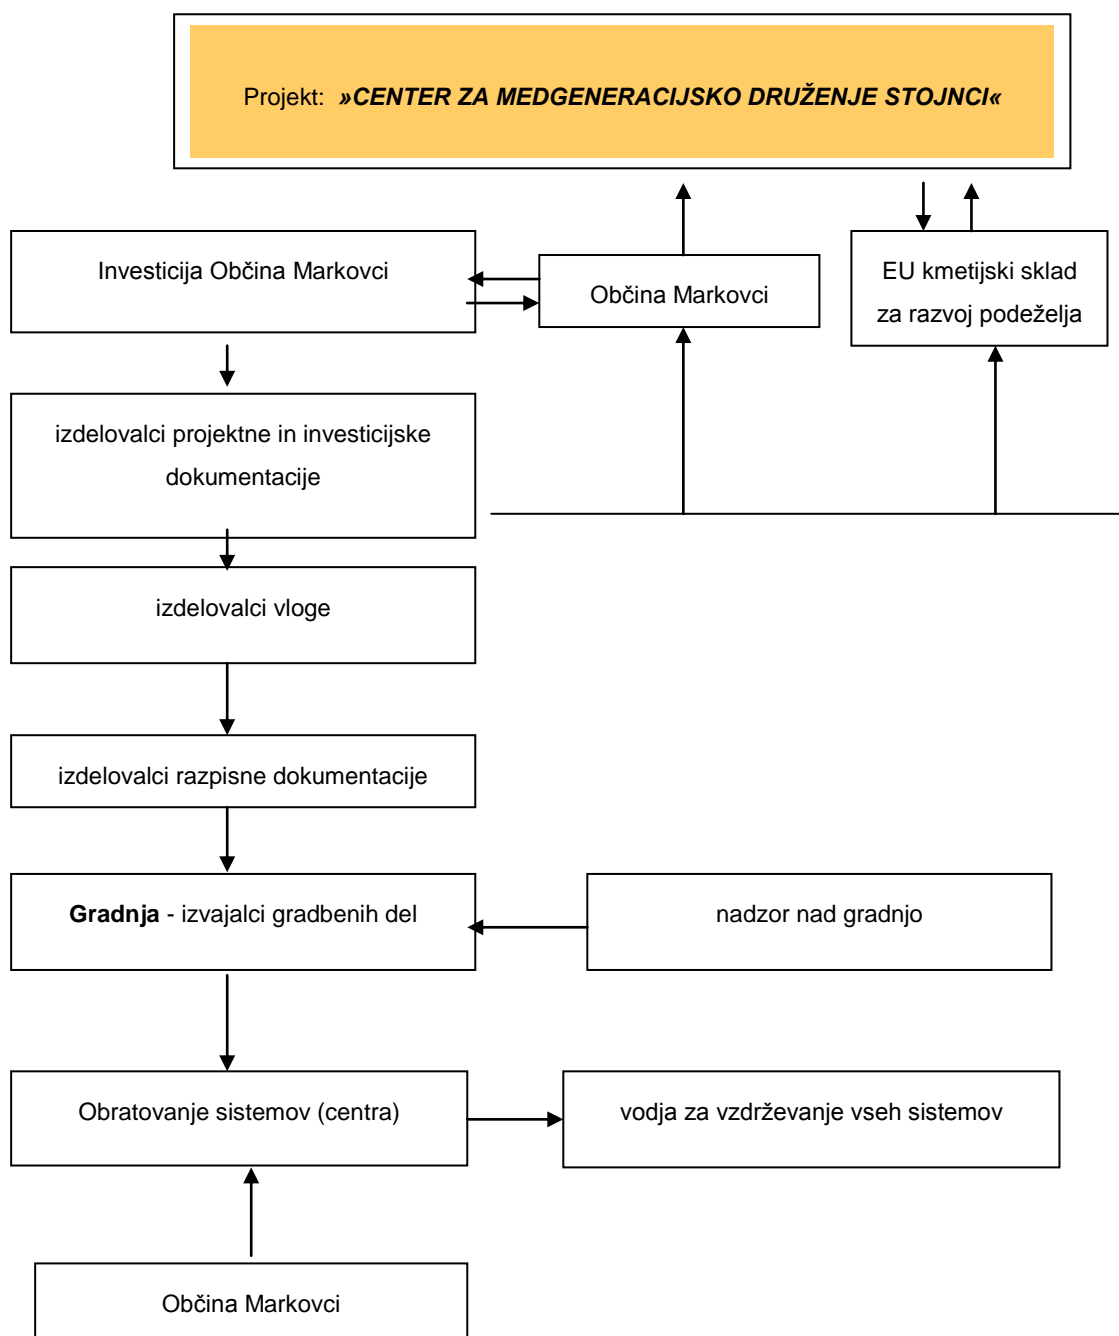 Projekt: »CENTER ZA MEDGENERACIJSKO DRUŽENJE STOJNCI«
Investicija Občina Markovci
Občina Markovci
EU kmetijski sklad
za razvoj podeželja
izdelovalci projektne in investicijske
dokumentacije
izdelovalci vloge
izdelovalci razpisne dokumentacije
Gradnja - izvajalci gradbenih del
nadzor nad gradnjo
Obratovanje sistemov (centra)
vodja za vzdrževanje vseh sistemov
Občina Markovci